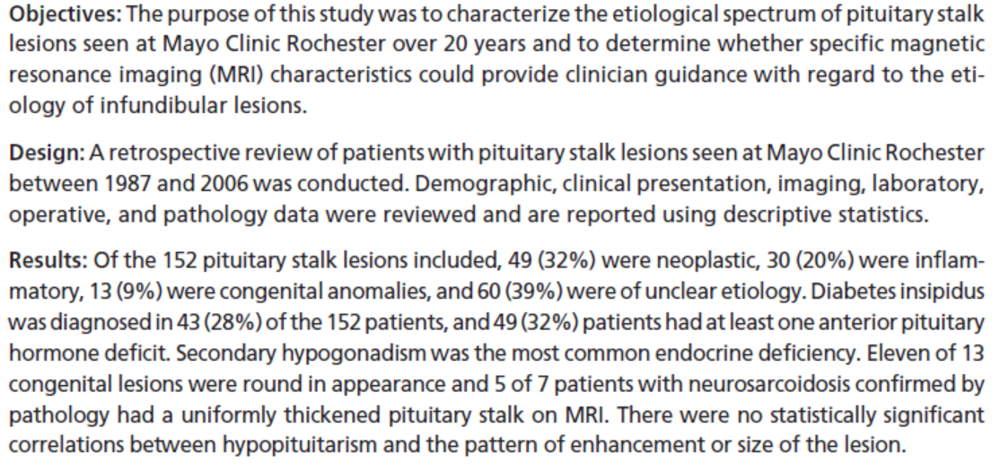 Objectives: The purpose of this study was to characterize the etiological spectrum of pituitary stalk
lesions seen at Mayo Clinic Rochester over 20 years and to determine whether specific magnetic
resonance imaging (MRI) characteristics could provide clinician guidance with regard to the eti-
ology of infundibular lesions.
Design: A retrospective review of patients with pituitary stalk lesions seen at Mayo Clinic Rochester
between 1987 and 2006 was conducted. Demographic, clinical presentation, imaging, laboratory,
operative, and pathology data were reviewed and are reported using descriptive statistics.
Results: Of the 152 pituitary stalk lesions included, 49 (32%) were neoplastic, 30 (20%) were inflam-
matory, 13 (9%) were congenital anomalies, and 60 (39%) were of unclear etiology. Diabetes insipidus
was diagnosed in 43 (28%) of the 152 patients, and 49 (32%) patients had at least one anterior pituitary
hormone deficit. Secondary hypogonadism was the most common endocrine deficiency. Eleven of 13
congenital lesions were round in appearance and 5 of 7 patients with neurosarcoidosis confirmed by
pathology had a uniformly thickened pituitary stalk on MRI. There were no statistically significant
correlations between hypopituitarism and the pattern of enhancement or size of the lesion.